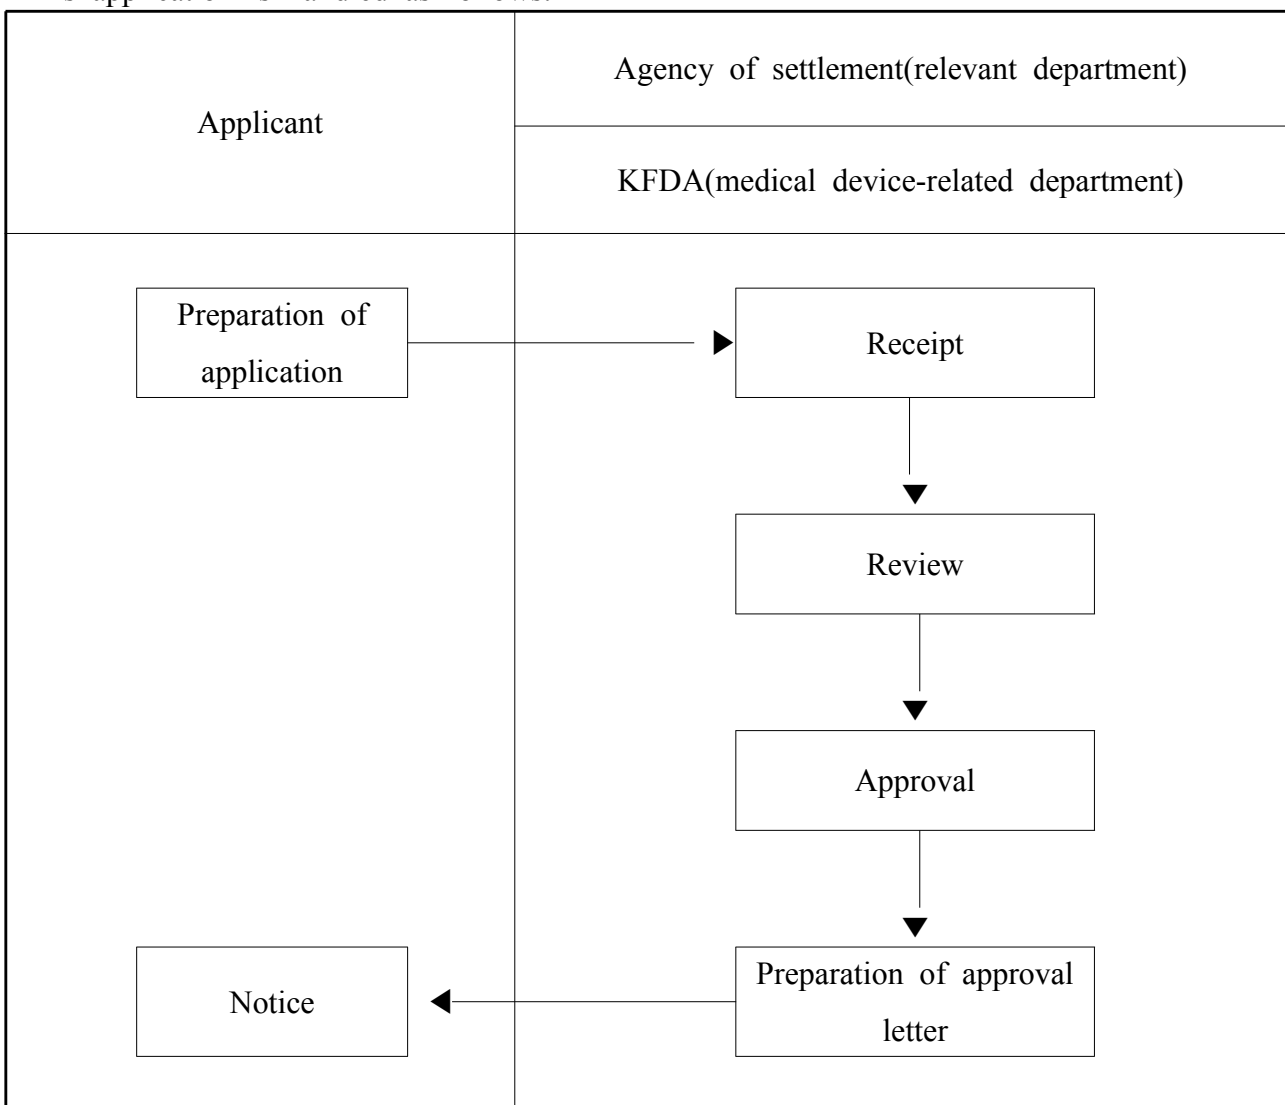 Applicant
Agency of settlement(relevant department)
KFDA(medical device-related department)
Preparation of
application
Receipt
Review
Approval
Preparation of approval
letter
Notice